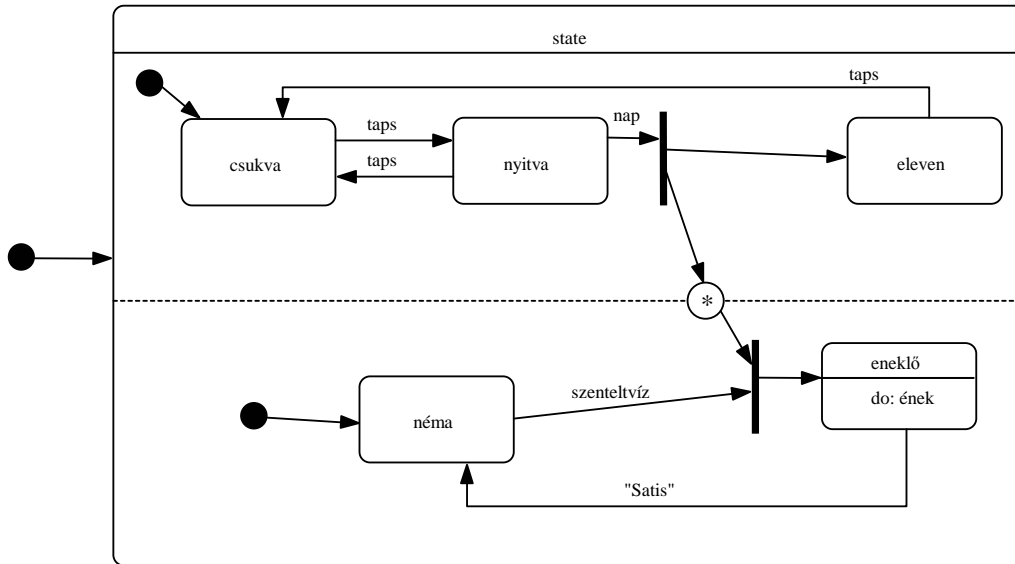 state
taps
taps
nap
csukva
taps
nyitva
eleven
*
eneklő
szenteltvíz
do: ének
néma
"Satis"